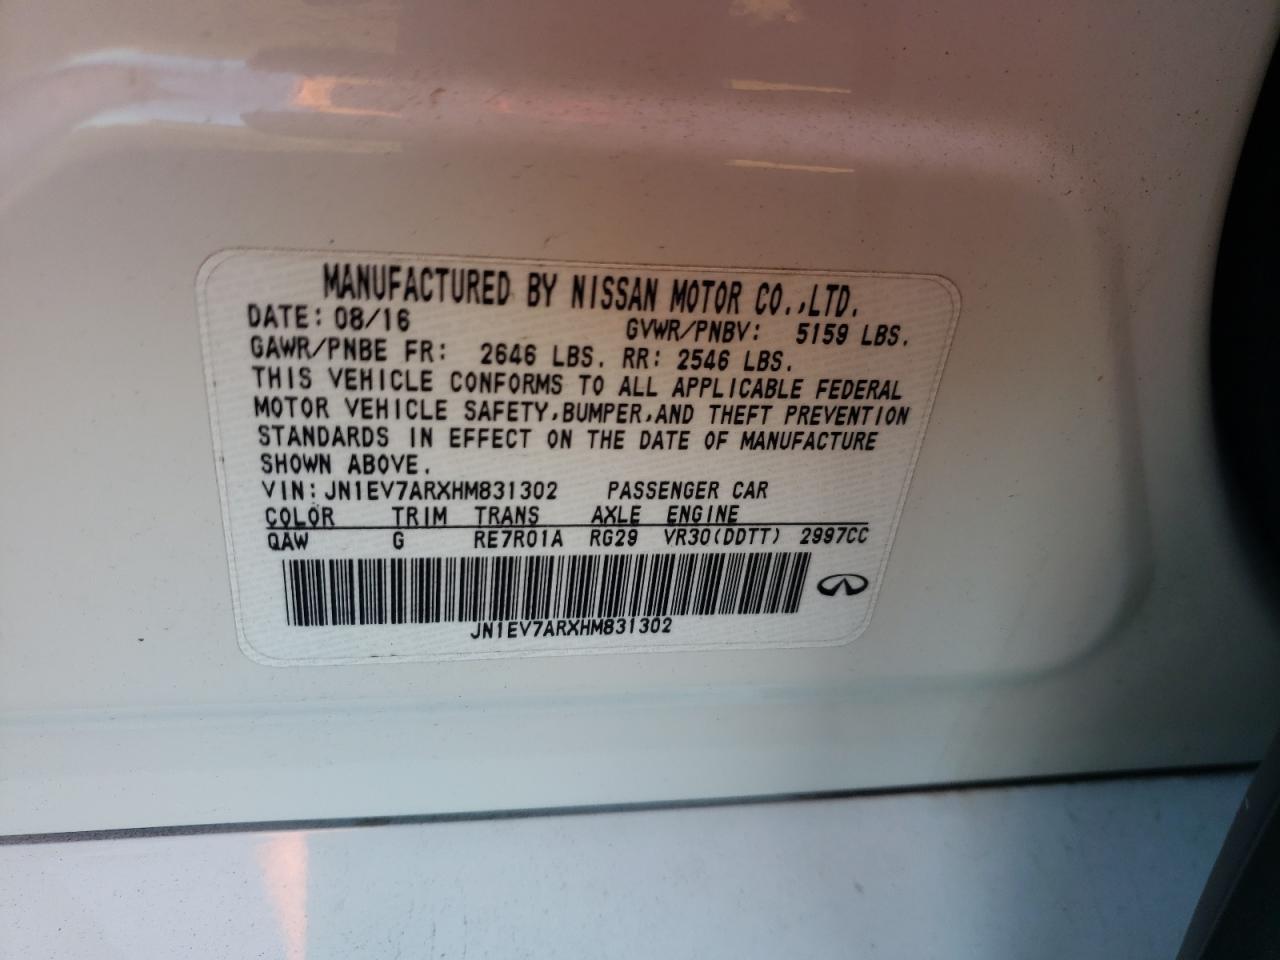 MANUFACTURED BY NISSAN MOTOR CO.,LTD.
DATE: 08/16 GVWR/PNBV: 5159 LBS.
GAWR/PNBE FR: 2646 LBS. RR: 2546 LBS.
THIS VEHICLE CONFORMS TO ALL APPLICABLE FEDERAL
MOTOR VEHICLE SAFETY,BUMPER,AND THEFT PREVENTION
STANDARDS IN EFFECT ON THE DATE OF MANUFACTURE
SHOWN ABOVE.
VIN: JN1EV7ARXHM831302 PASSENGER CAR
COLOR TRIM TRANS AXLE ENGINE
QAW G RE7R01A RG29 VR30(DDTT) 2997CC
JN1EV7ARXHM831302